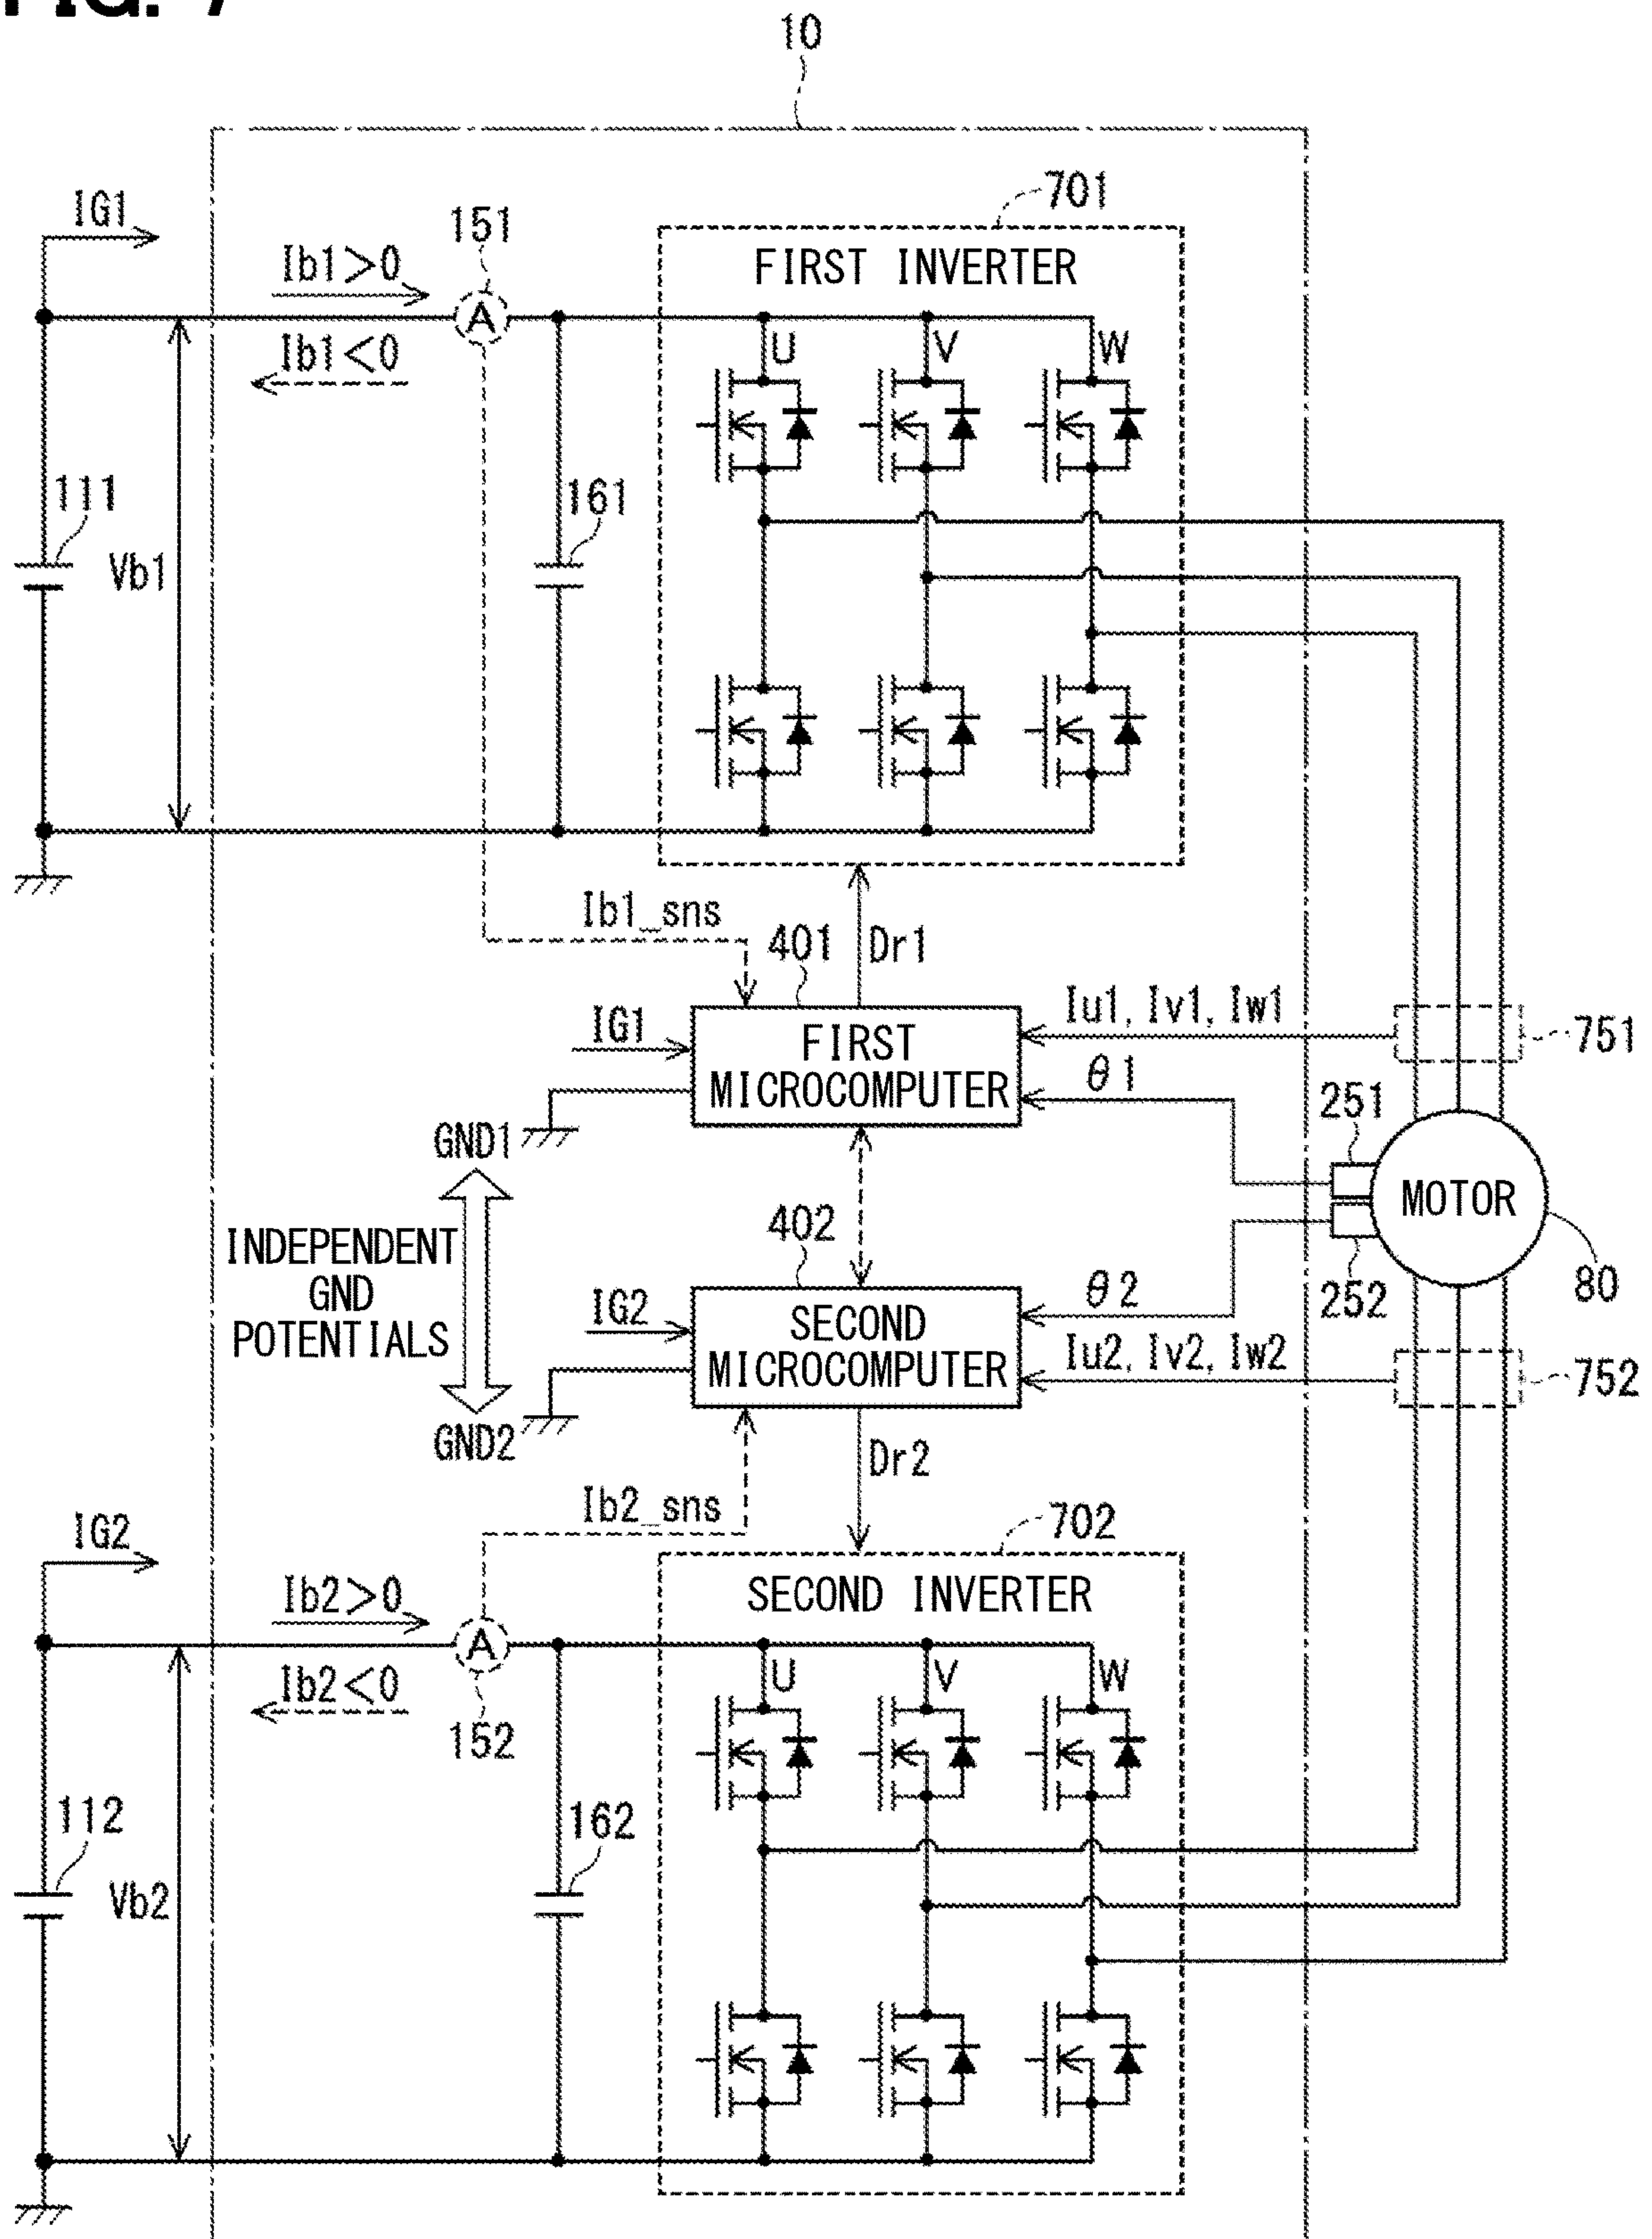 FIG. 7
10
701
IG1
151
Ib1>0
FIRST INVERTER
A
Ib1<0
U
V
W
111
161
Vb1
Ib1_sns
401
Dr1
IG1
FIRST
MICROCOMPUTER
Iu1, Iv1, Iw1
751
θ1
251
GND1
INDEPENDENT
GND
POTENTIALS
GND2
MOTOR
402
80
252
θ2
IG2
SECOND
MICROCOMPUTER
Iu2, Iv2, Iw2
752
Dr2
Ib2_sns
702
IG2
Ib2>0
SECOND INVERTER
A
Ib2<0
152
U
V
W
112
162
Vb2